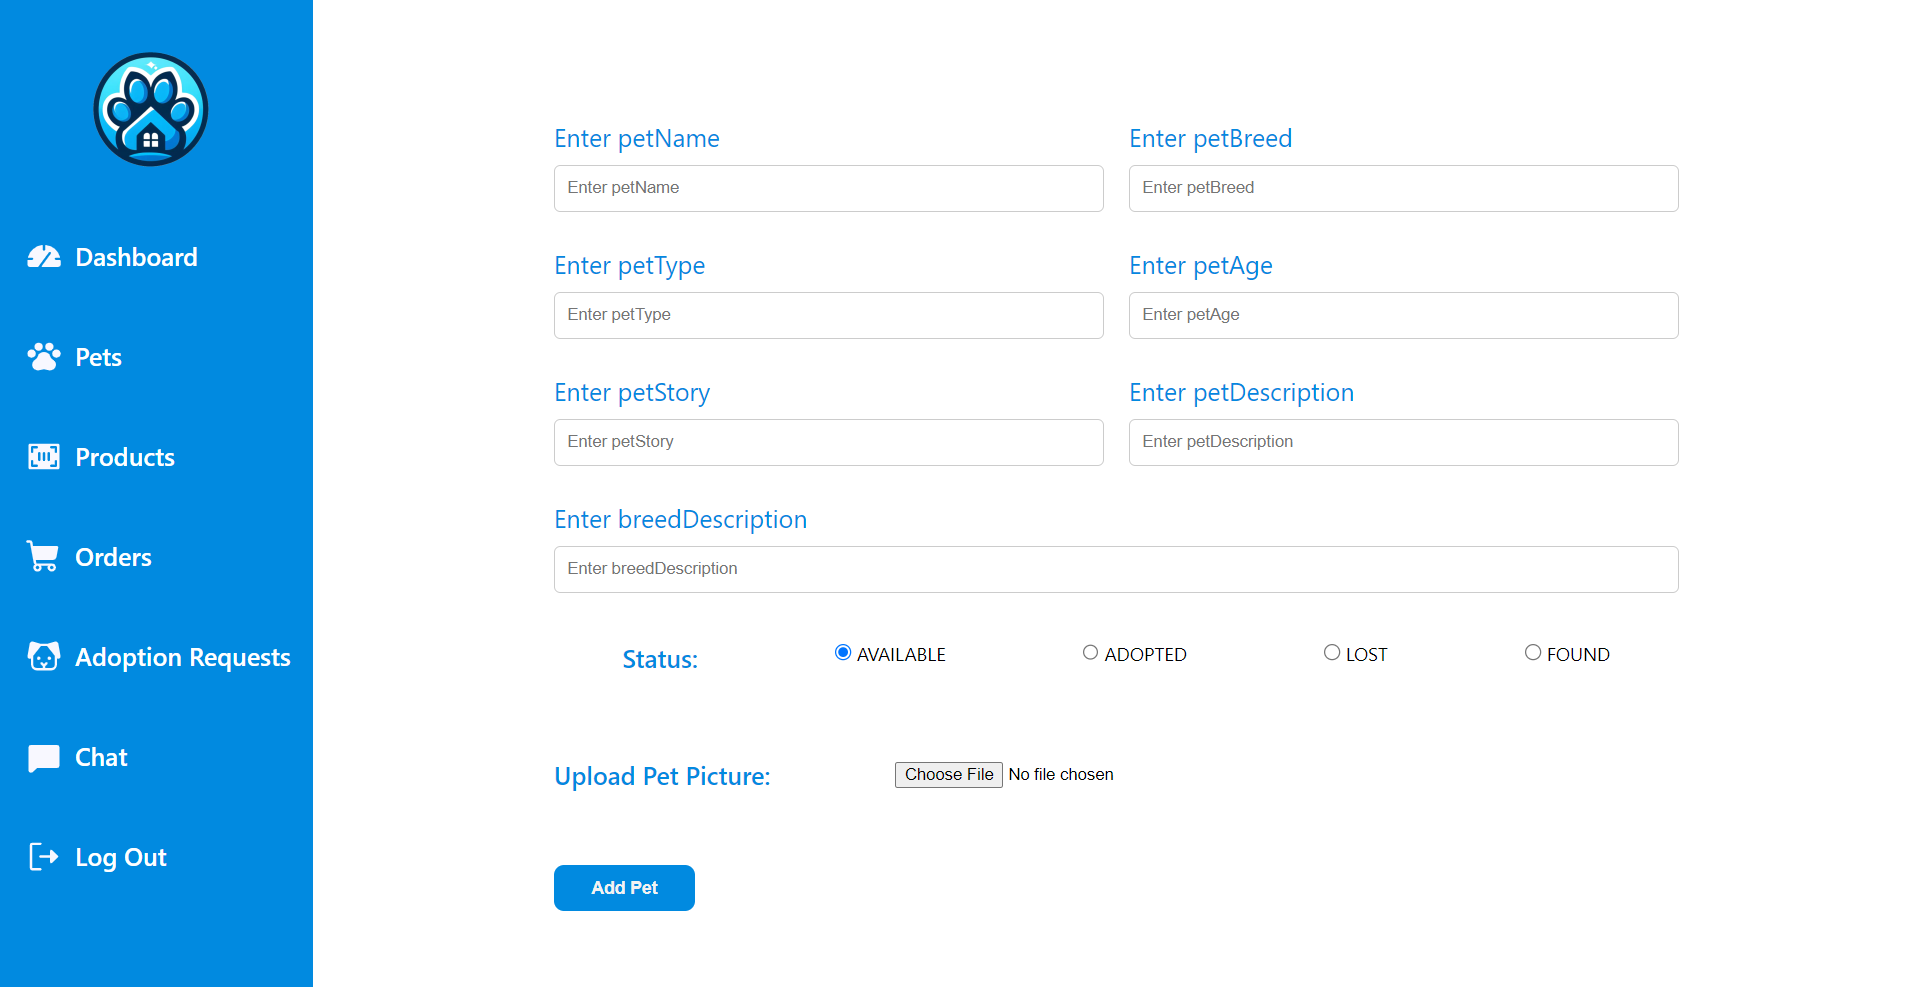 Dashboard
Pets
Products
Orders
Adoption Requests
Chat
Log Out
Enter petName
Enter petName
Enter petBreed
Enter petBreed
Enter petType
Enter petType
Enter petAge
Enter petAge
Enter petStory
Enter petStory
Enter petDescription
Enter petDescription
Enter breedDescription
Enter breedDescription
Status: AVAILABLE ADOPTED LOST FOUND
Upload Pet Picture: Choose File No file chosen
Add Pet